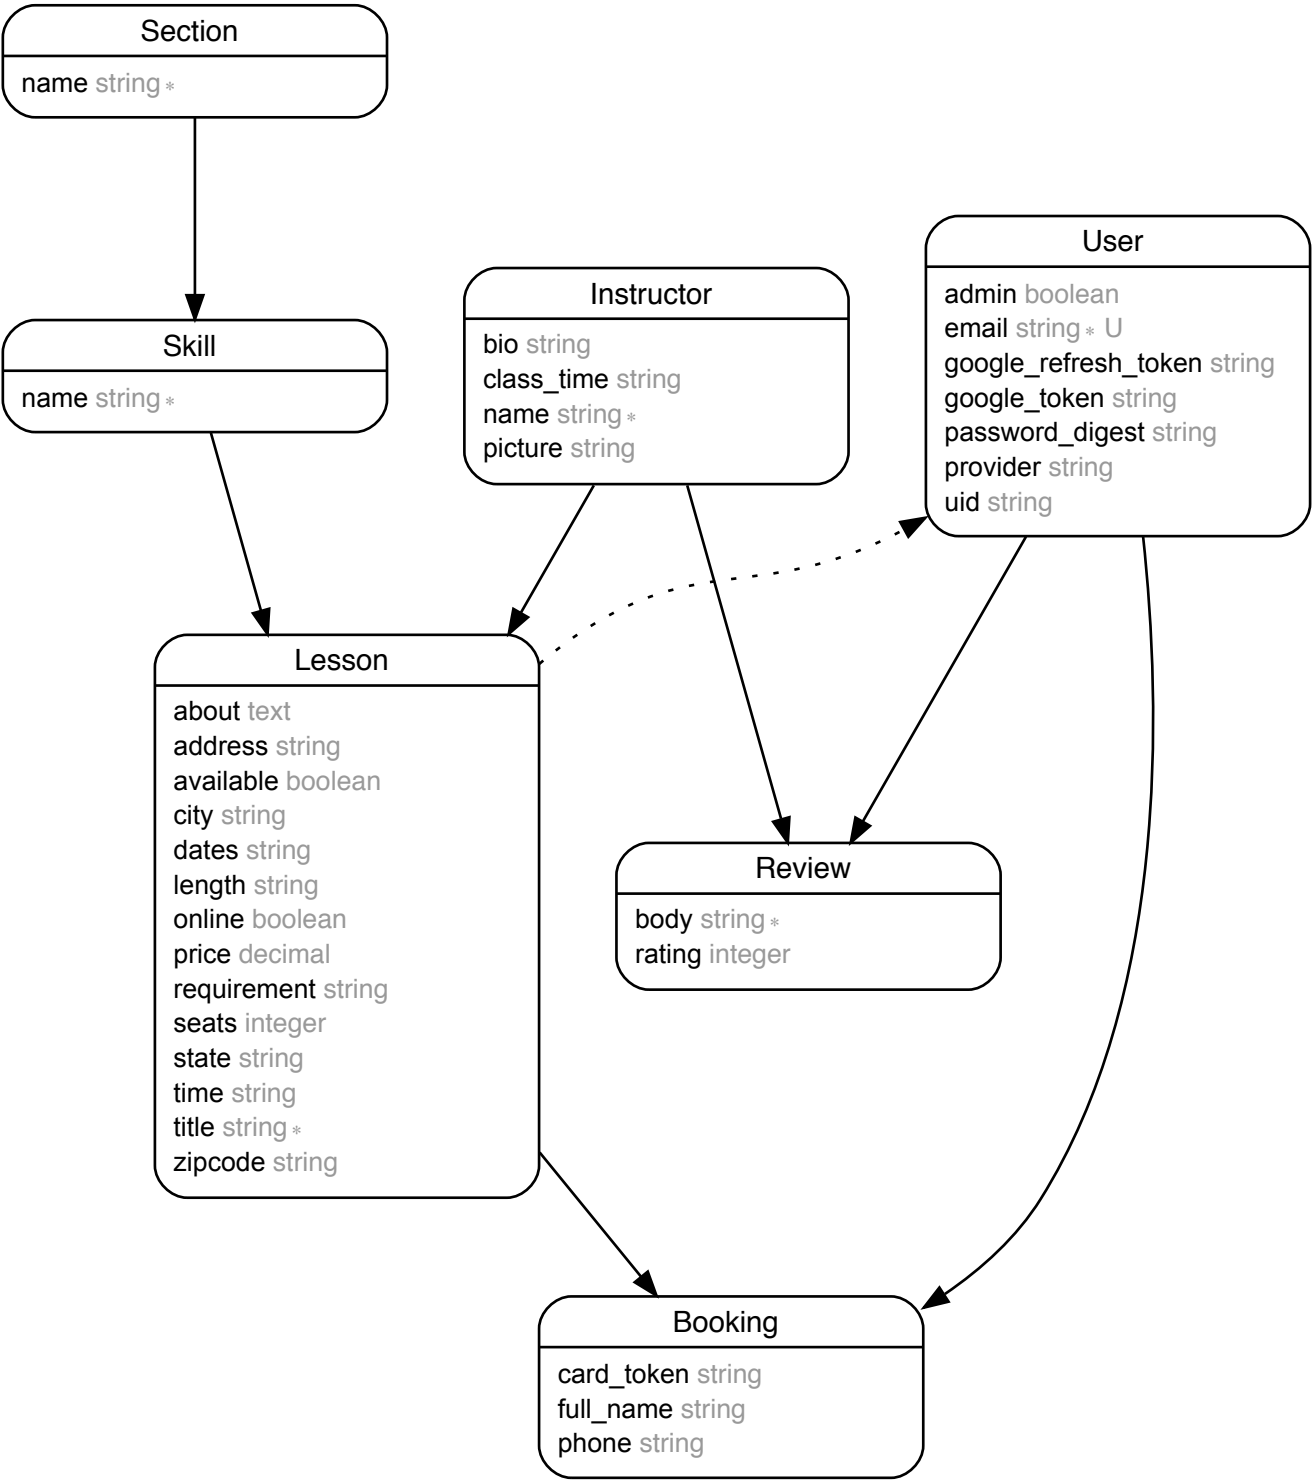 Section
name string *
Skill
name string *
Instructor
bio string
class_time string
name string *
picture string
User
admin boolean
email string * U
google_refresh_token string
google_token string
password_digest string
provider string
uid string
Lesson
about text
address string
available boolean
city string
dates string
length string
online boolean
price decimal
requirement string
seats integer
state string
time string
title string *
zipcode string
Review
body string *
rating integer
Booking
card_token string
full_name string
phone string